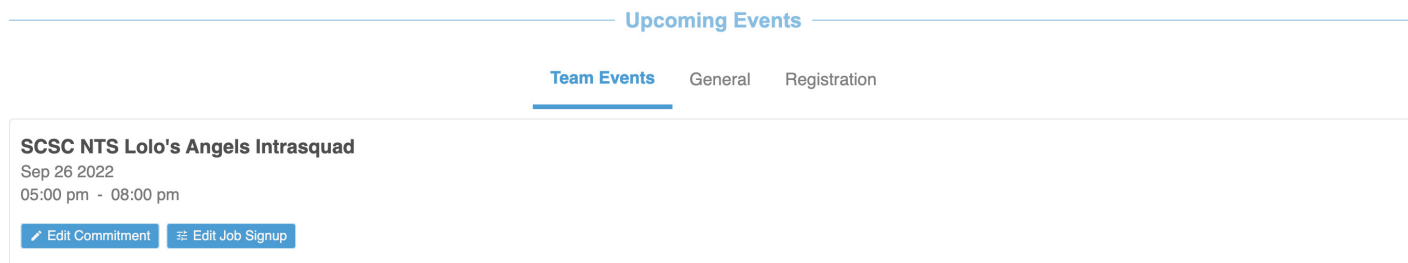 Upcoming Events
Team Events General Registration
SCSC NTS Lolo's Angels Intrasquad
Sep 26 2022
05:00 pm - 08:00 pm
Edit Commitment Edit Job Signup